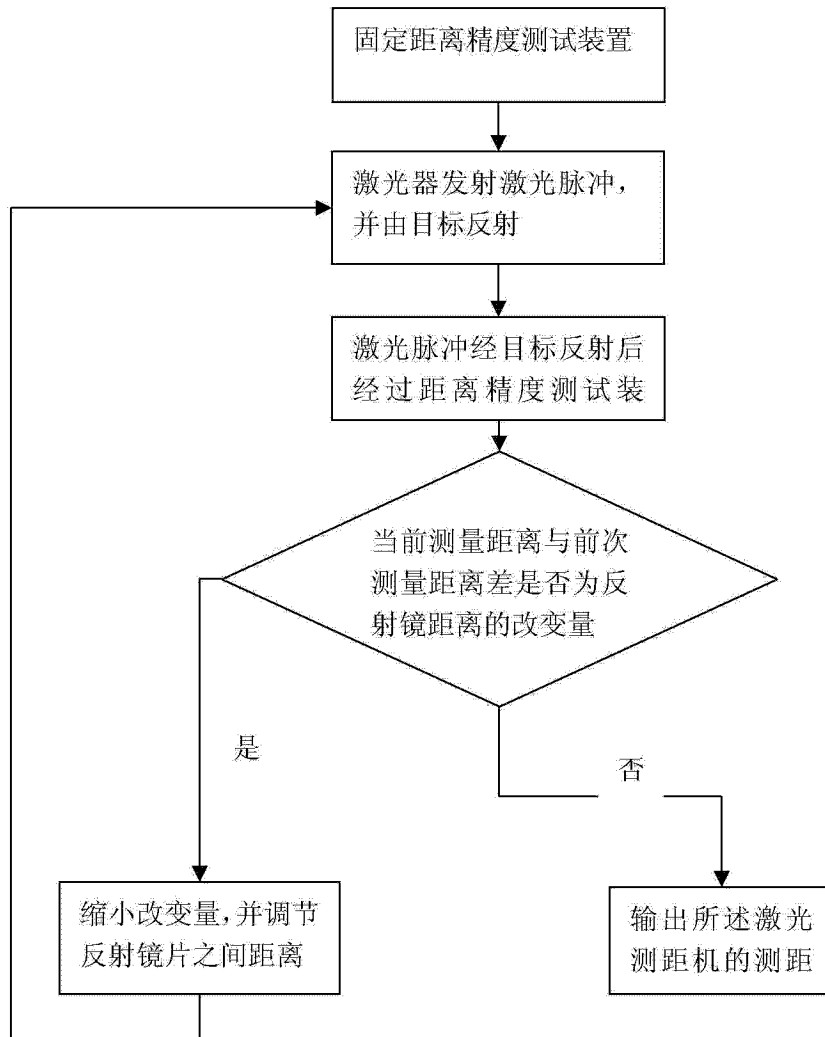 固定距离精度测试装置
激光器发射激光脉冲，
并由目标反射
激光脉冲经目标反射后
经过距离精度测试装
当前测量距离与前次
测量距离差是否为反
射镜距离的改变量
是
否
缩小改变量，并调节
反射镜片之间距离
输出所述激光
测距机的测距